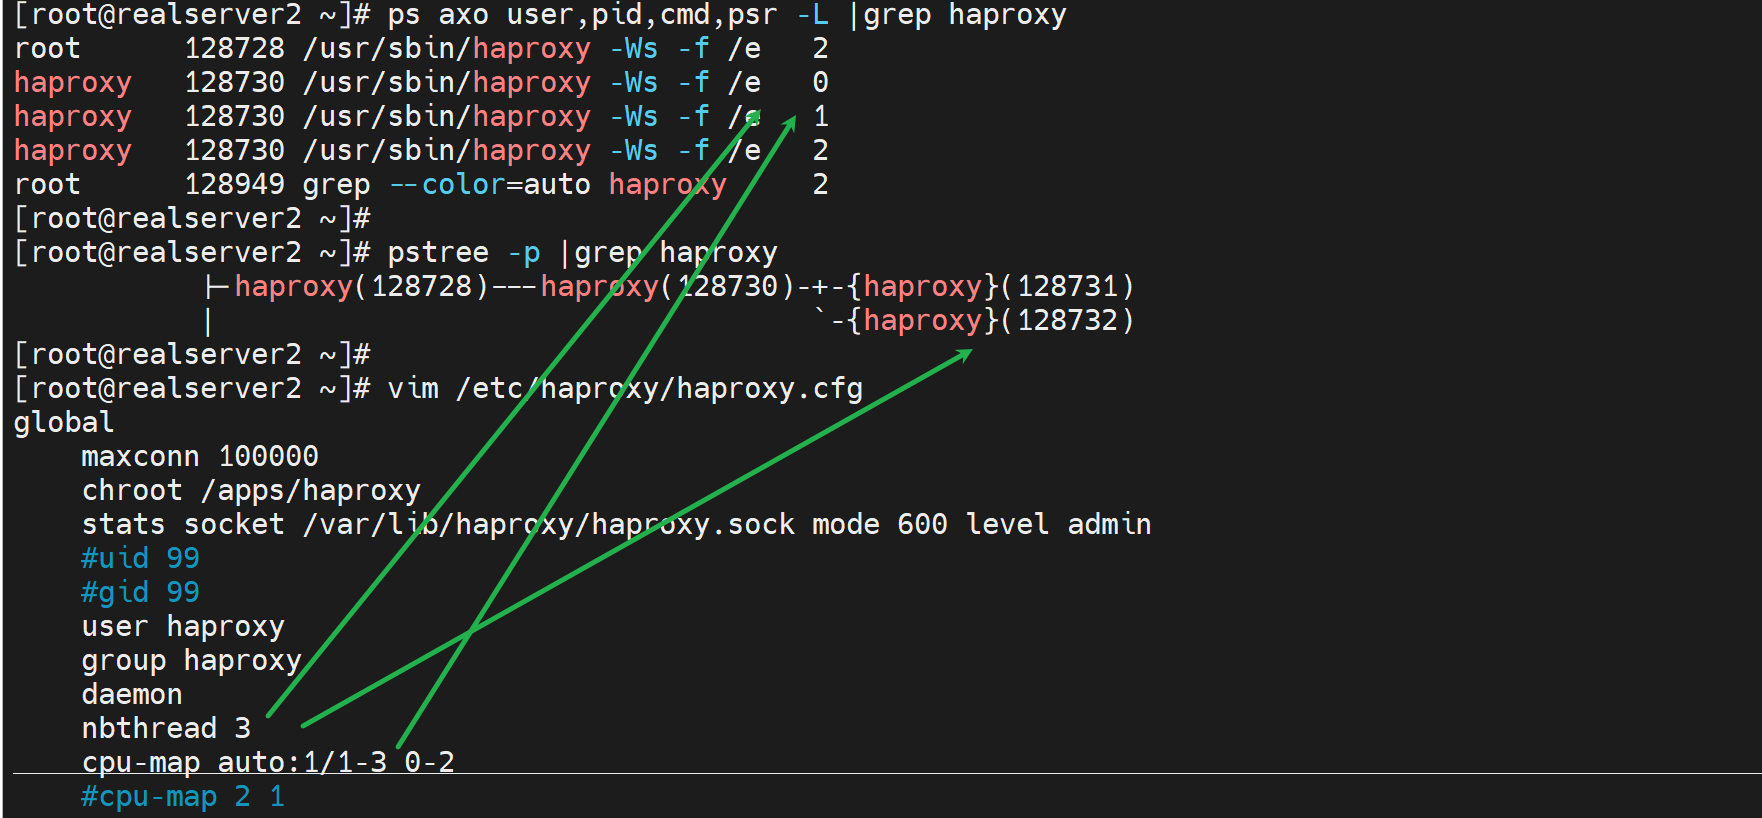 [root@realserver2 ~]# ps axo user,pid,cmd,psr -L |grep haproxy
root      128728 /usr/sbin/haproxy -Ws -f /e   2
haproxy   128730 /usr/sbin/haproxy -Ws -f /e   0
haproxy   128730 /usr/sbin/haproxy -Ws -f /e   1
haproxy   128730 /usr/sbin/haproxy -Ws -f /e   2
root      128949 grep --color=auto haproxy     2
[root@realserver2 ~]#
[root@realserver2 ~]# pstree -p |grep haproxy
           |-haproxy(128728)---haproxy(128730)-+-{haproxy}(128731)
           |                                   `-{haproxy}(128732)
[root@realserver2 ~]#
[root@realserver2 ~]# vim /etc/haproxy/haproxy.cfg
global
    maxconn 100000
    chroot /apps/haproxy
    stats socket /var/lib/haproxy/haproxy.sock mode 600 level admin
    #uid 99
    #gid 99
    user haproxy
    group haproxy
    daemon
    nbthread 3
    cpu-map auto:1/1-3 0-2
    #cpu-map 2 1